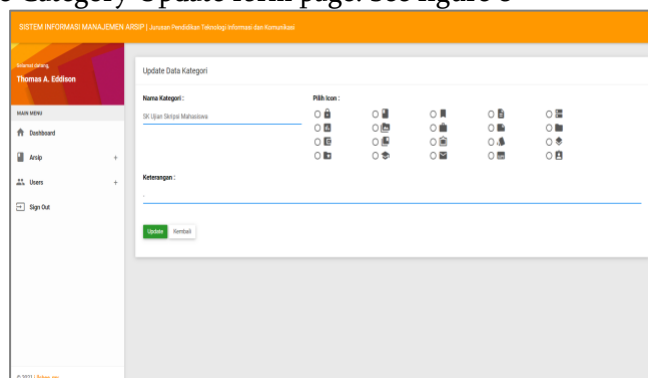 Category Update form page. See figure 8
SISTEM INFORMASI MANAJEMEN ARSIP | Jurusan Pendidikan Teknologi Informasi dan Komunikasi
Selamat datang,
Thomas A. Eddison
MAIN MENU
Dashboard
Arsip +
Users +
Sign Out
Update Data Kategori
Nama Kategori :
SK Ujian Skripsi Mahasiswa
Pilih Icon :
Keterangan :
-
Update Kembali
© 2021